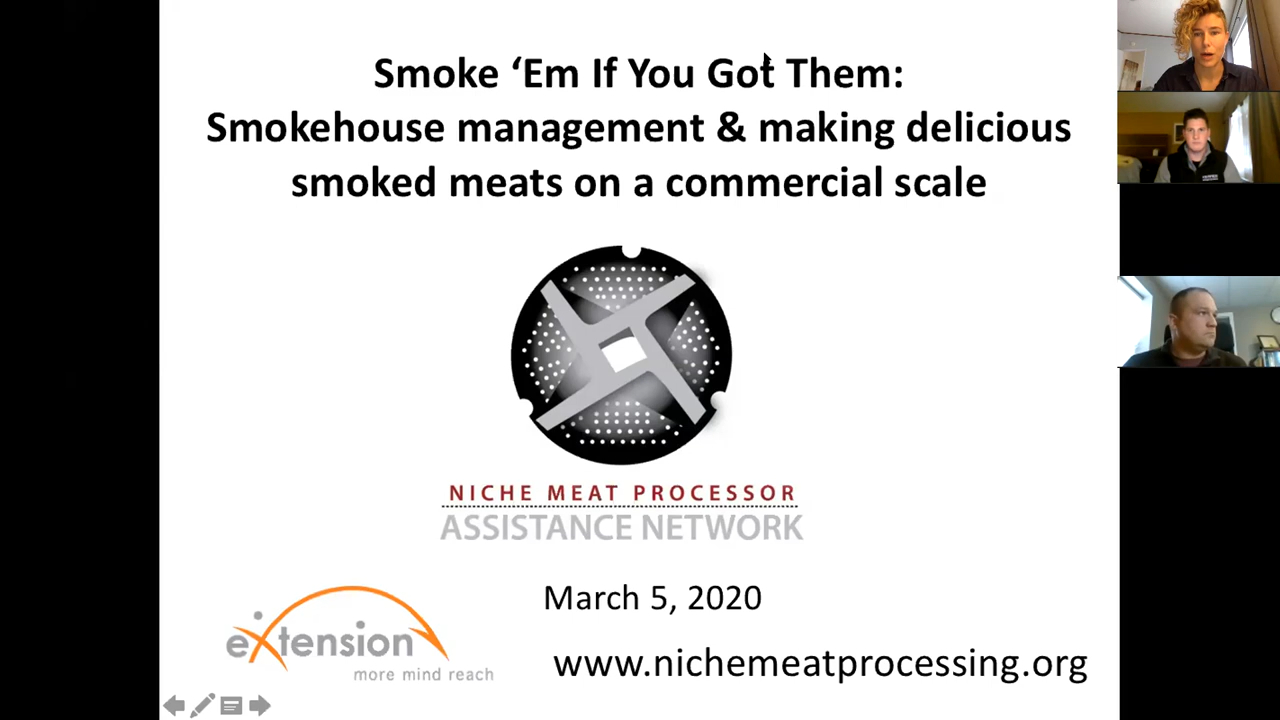 Smoke ‘Em If You Got Them:
Smokehouse management & making delicious
smoked meats on a commercial scale
NICHE MEAT PROCESSOR
ASSISTANCE NETWORK
March 5, 2020
eXtension
more mind reach
www.nichemeatprocessing.org